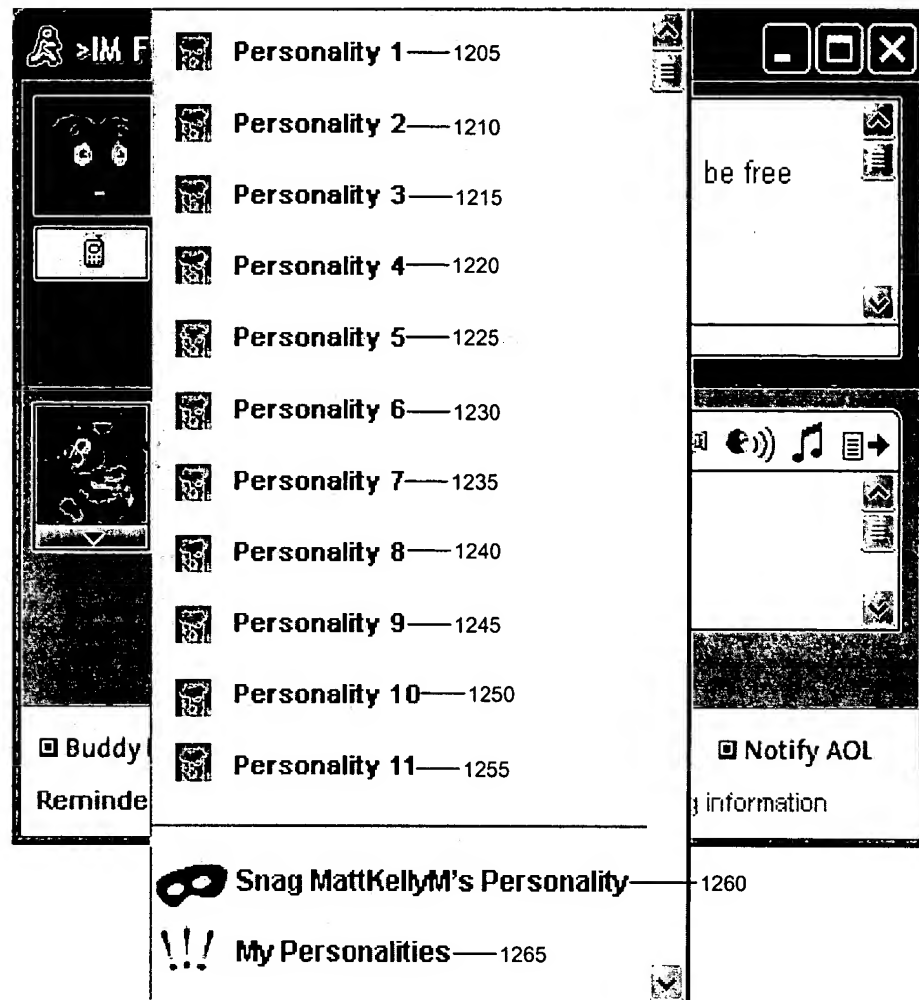 >IM F
Personality 1 1205
Personality 2 1210
be free
Personality 3 1215
Personality 4 1220
Personality 5 1225
Personality 6 1230
Personality 7 1235
Personality 8 1240
Personality 9 1245
Personality 10 1250
Buddy
Notify AOL
Personality 11 1255
Reminde
information
Snag MattKellyM's Personality 1260
My Personalities 1265